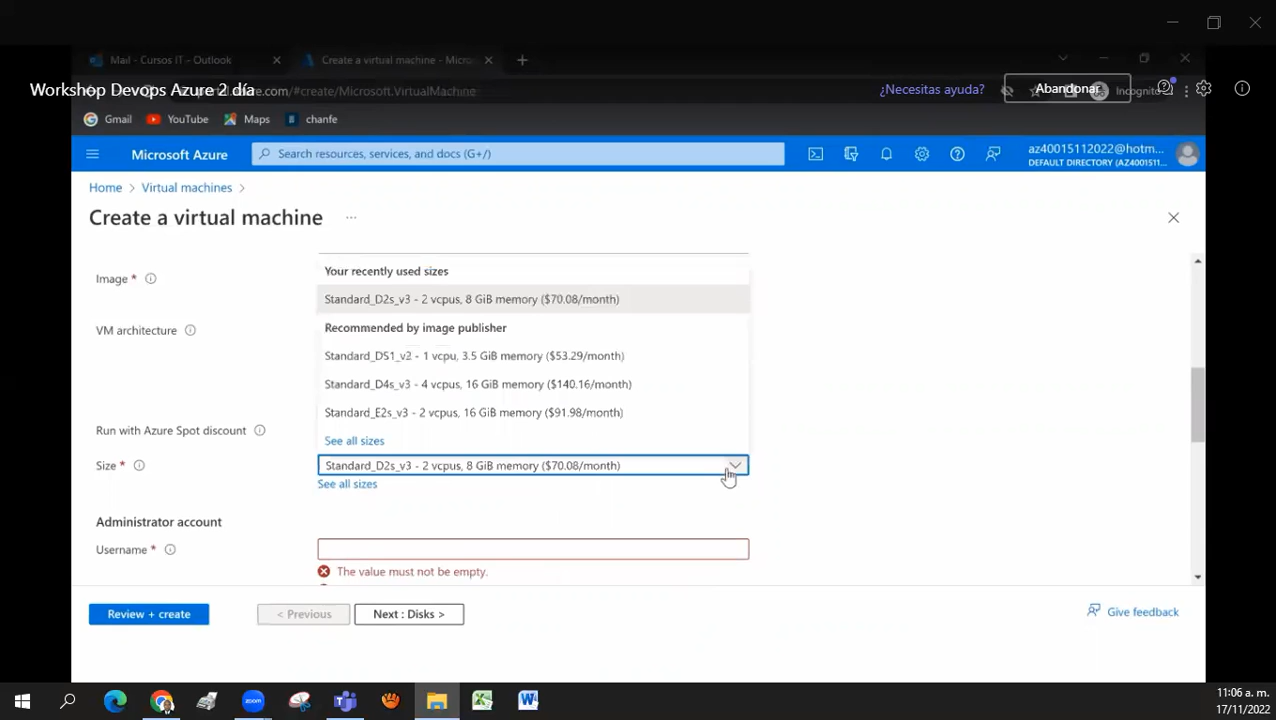 Mail - Cursos IT - Outlook
Create a virtual machine - Micros
Workshop Devops Azure 2 día
.com/#create/Microsoft.VirtualMachine
¿Necesitas ayuda?
Abandonar
Incognito
Gmail
YouTube
Maps
chanfe
Microsoft Azure
Search resources, services, and docs (G+/)
az40015112022@hotm...
DEFAULT DIRECTORY (AZ4001511...
Home > Virtual machines >
Create a virtual machine ...
Your recently used sizes
Image *
Standard_D2s_v3 - 2 vcpus, 8 GiB memory ($70.08/month)
Recommended by image publisher
VM architecture
Standard_DS1_v2 - 1 vcpu, 3.5 GiB memory ($53.29/month)
Standard_D4s_v3 - 4 vcpus, 16 GiB memory ($140.16/month)
Standard_E2s_v3 - 2 vcpus, 16 GiB memory ($91.98/month)
Run with Azure Spot discount
See all sizes
Size *
Standard_D2s_v3 - 2 vcpus, 8 GiB memory ($70.08/month)
See all sizes
Administrator account
Username *
The value must not be empty.
Review + create
< Previous
Next : Disks >
Give feedback
zoom
11:06 a. m.
17/11/2022